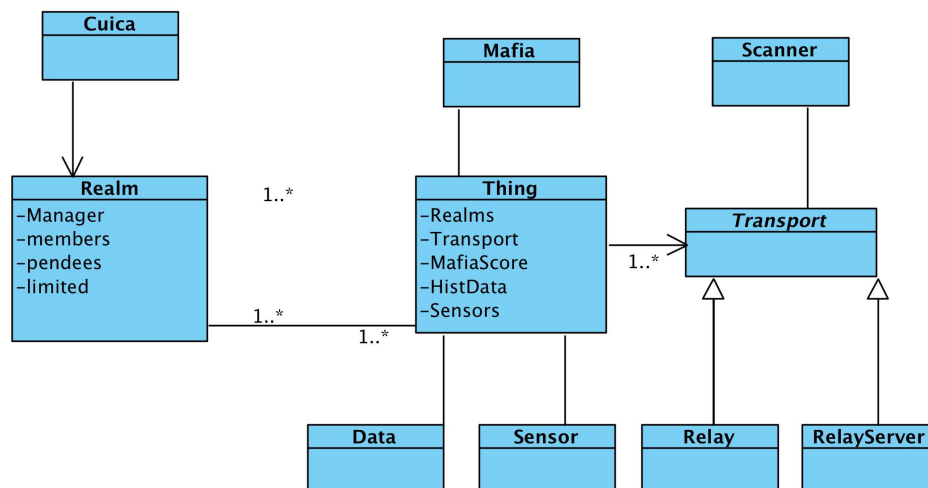 Cuica
Mafia
Scanner
Realm
-Manager
-members
-pendees
-limited
1..*
Thing
-Realms
-Transport
-MafiaScore
-HistData
-Sensors
Transport
1..*
1..*
1..*
Data
Sensor
Relay
RelayServer